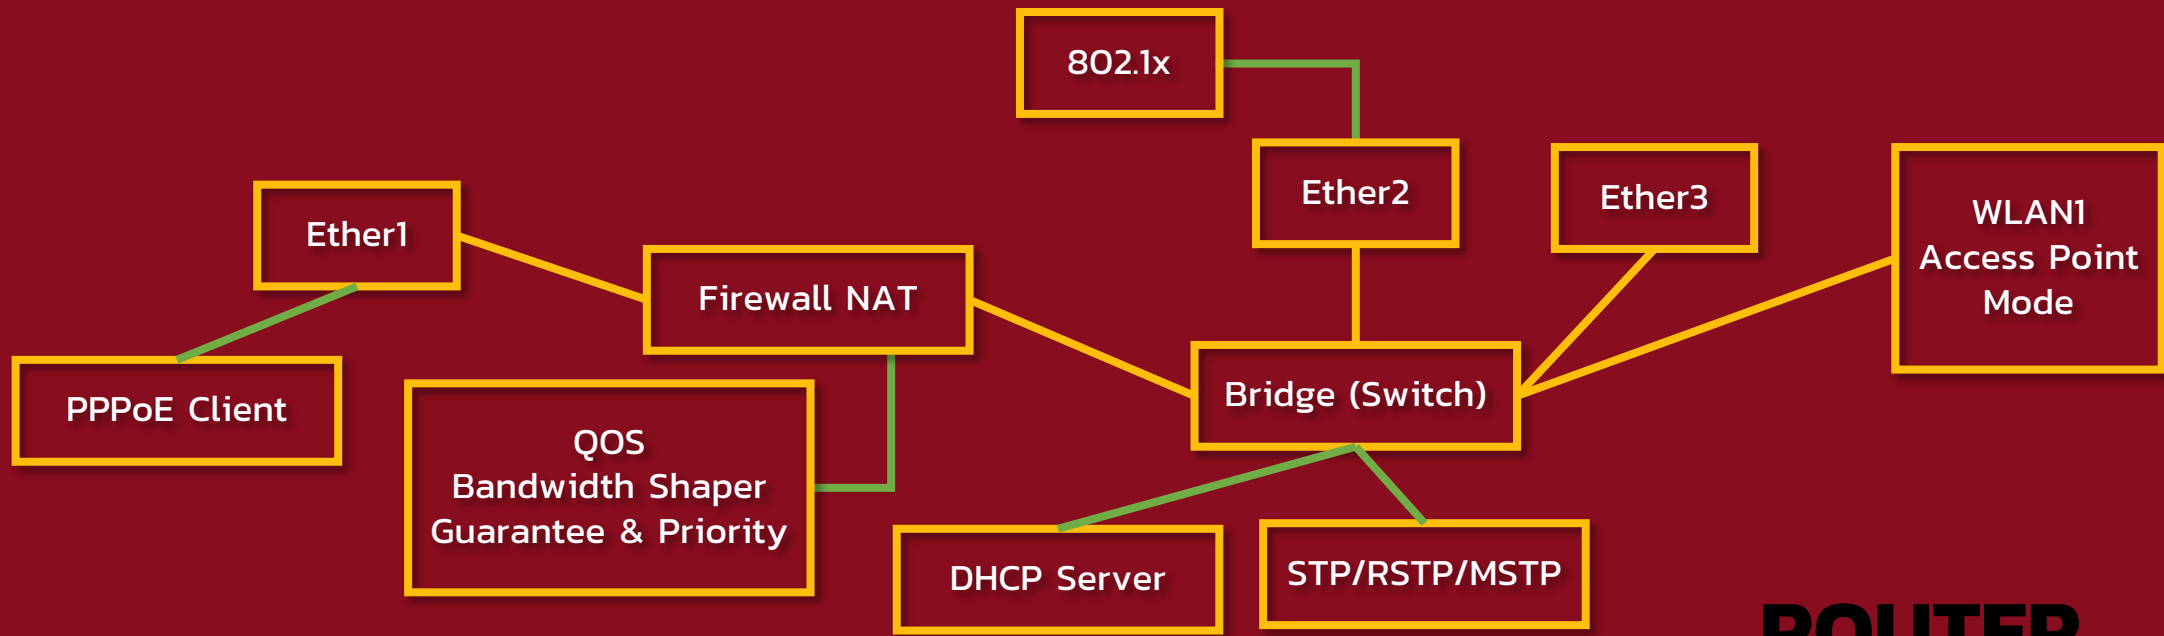 802.1x
Ether2
Ether3
WLAN1
Access Point
Mode
Ether1
Firewall NAT
Bridge (Switch)
PPPoE Client
QOS
Bandwidth Shaper
Guarantee & Priority
DHCP Server
STP/RSTP/MSTP
ROUTER